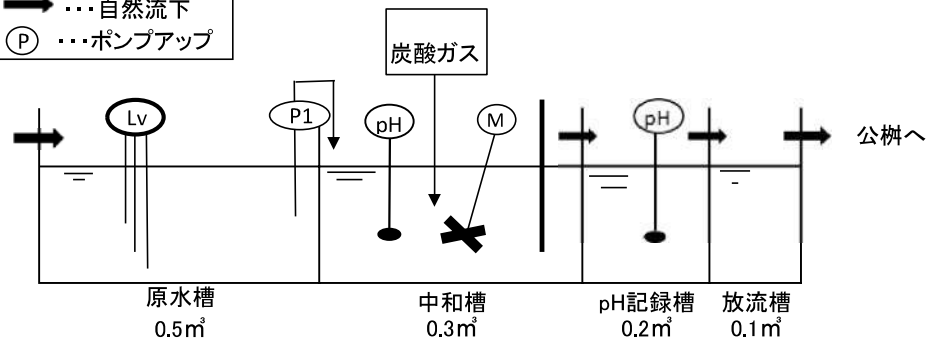 ・・・自然流下
P ・・・ポンプアップ
炭酸ガス
Lv
P1
pH
M
pH
公桝へ
原水槽
0.5㎥
中和槽
0.3㎥
pH記録槽
0.2㎥
放流槽
0.1㎥